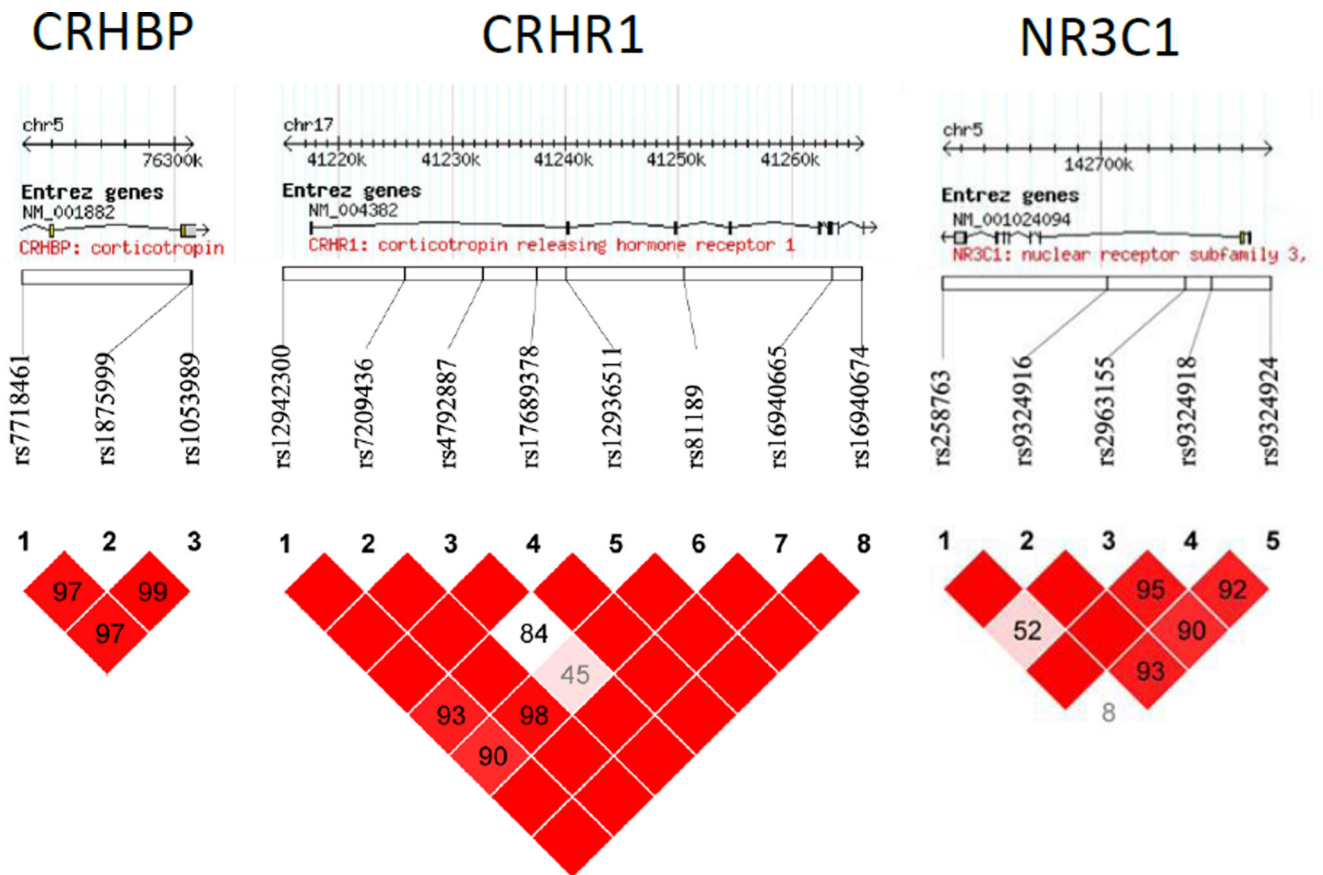 CRHBP CRHR1 NR3C1
chr5
76300k
Entrez genes
NM_001882
CRHBP: corticotropin
rs7718461 rs1875999 rs1053989
chr17
41220k 41230k 41240k 41250k 41260k
Entrez genes
NM_004382
CRHR1: corticotropin releasing hormone receptor 1
rs12942300 rs7209436 rs4792887 rs17689378 rs12936511 rs81189 rs16940665 rs16940674
chr5
142700k
Entrez genes
NM_001024094
NR3C1: nuclear receptor subfamily 3,
rs258763 rs9324916 rs2963155 rs9324918 rs9324924
1 2 3
97 99
97
1 2 3 4 5 6 7 8
84
45
93 98
90
1 2 3 4 5
95 92
52 90
93
8